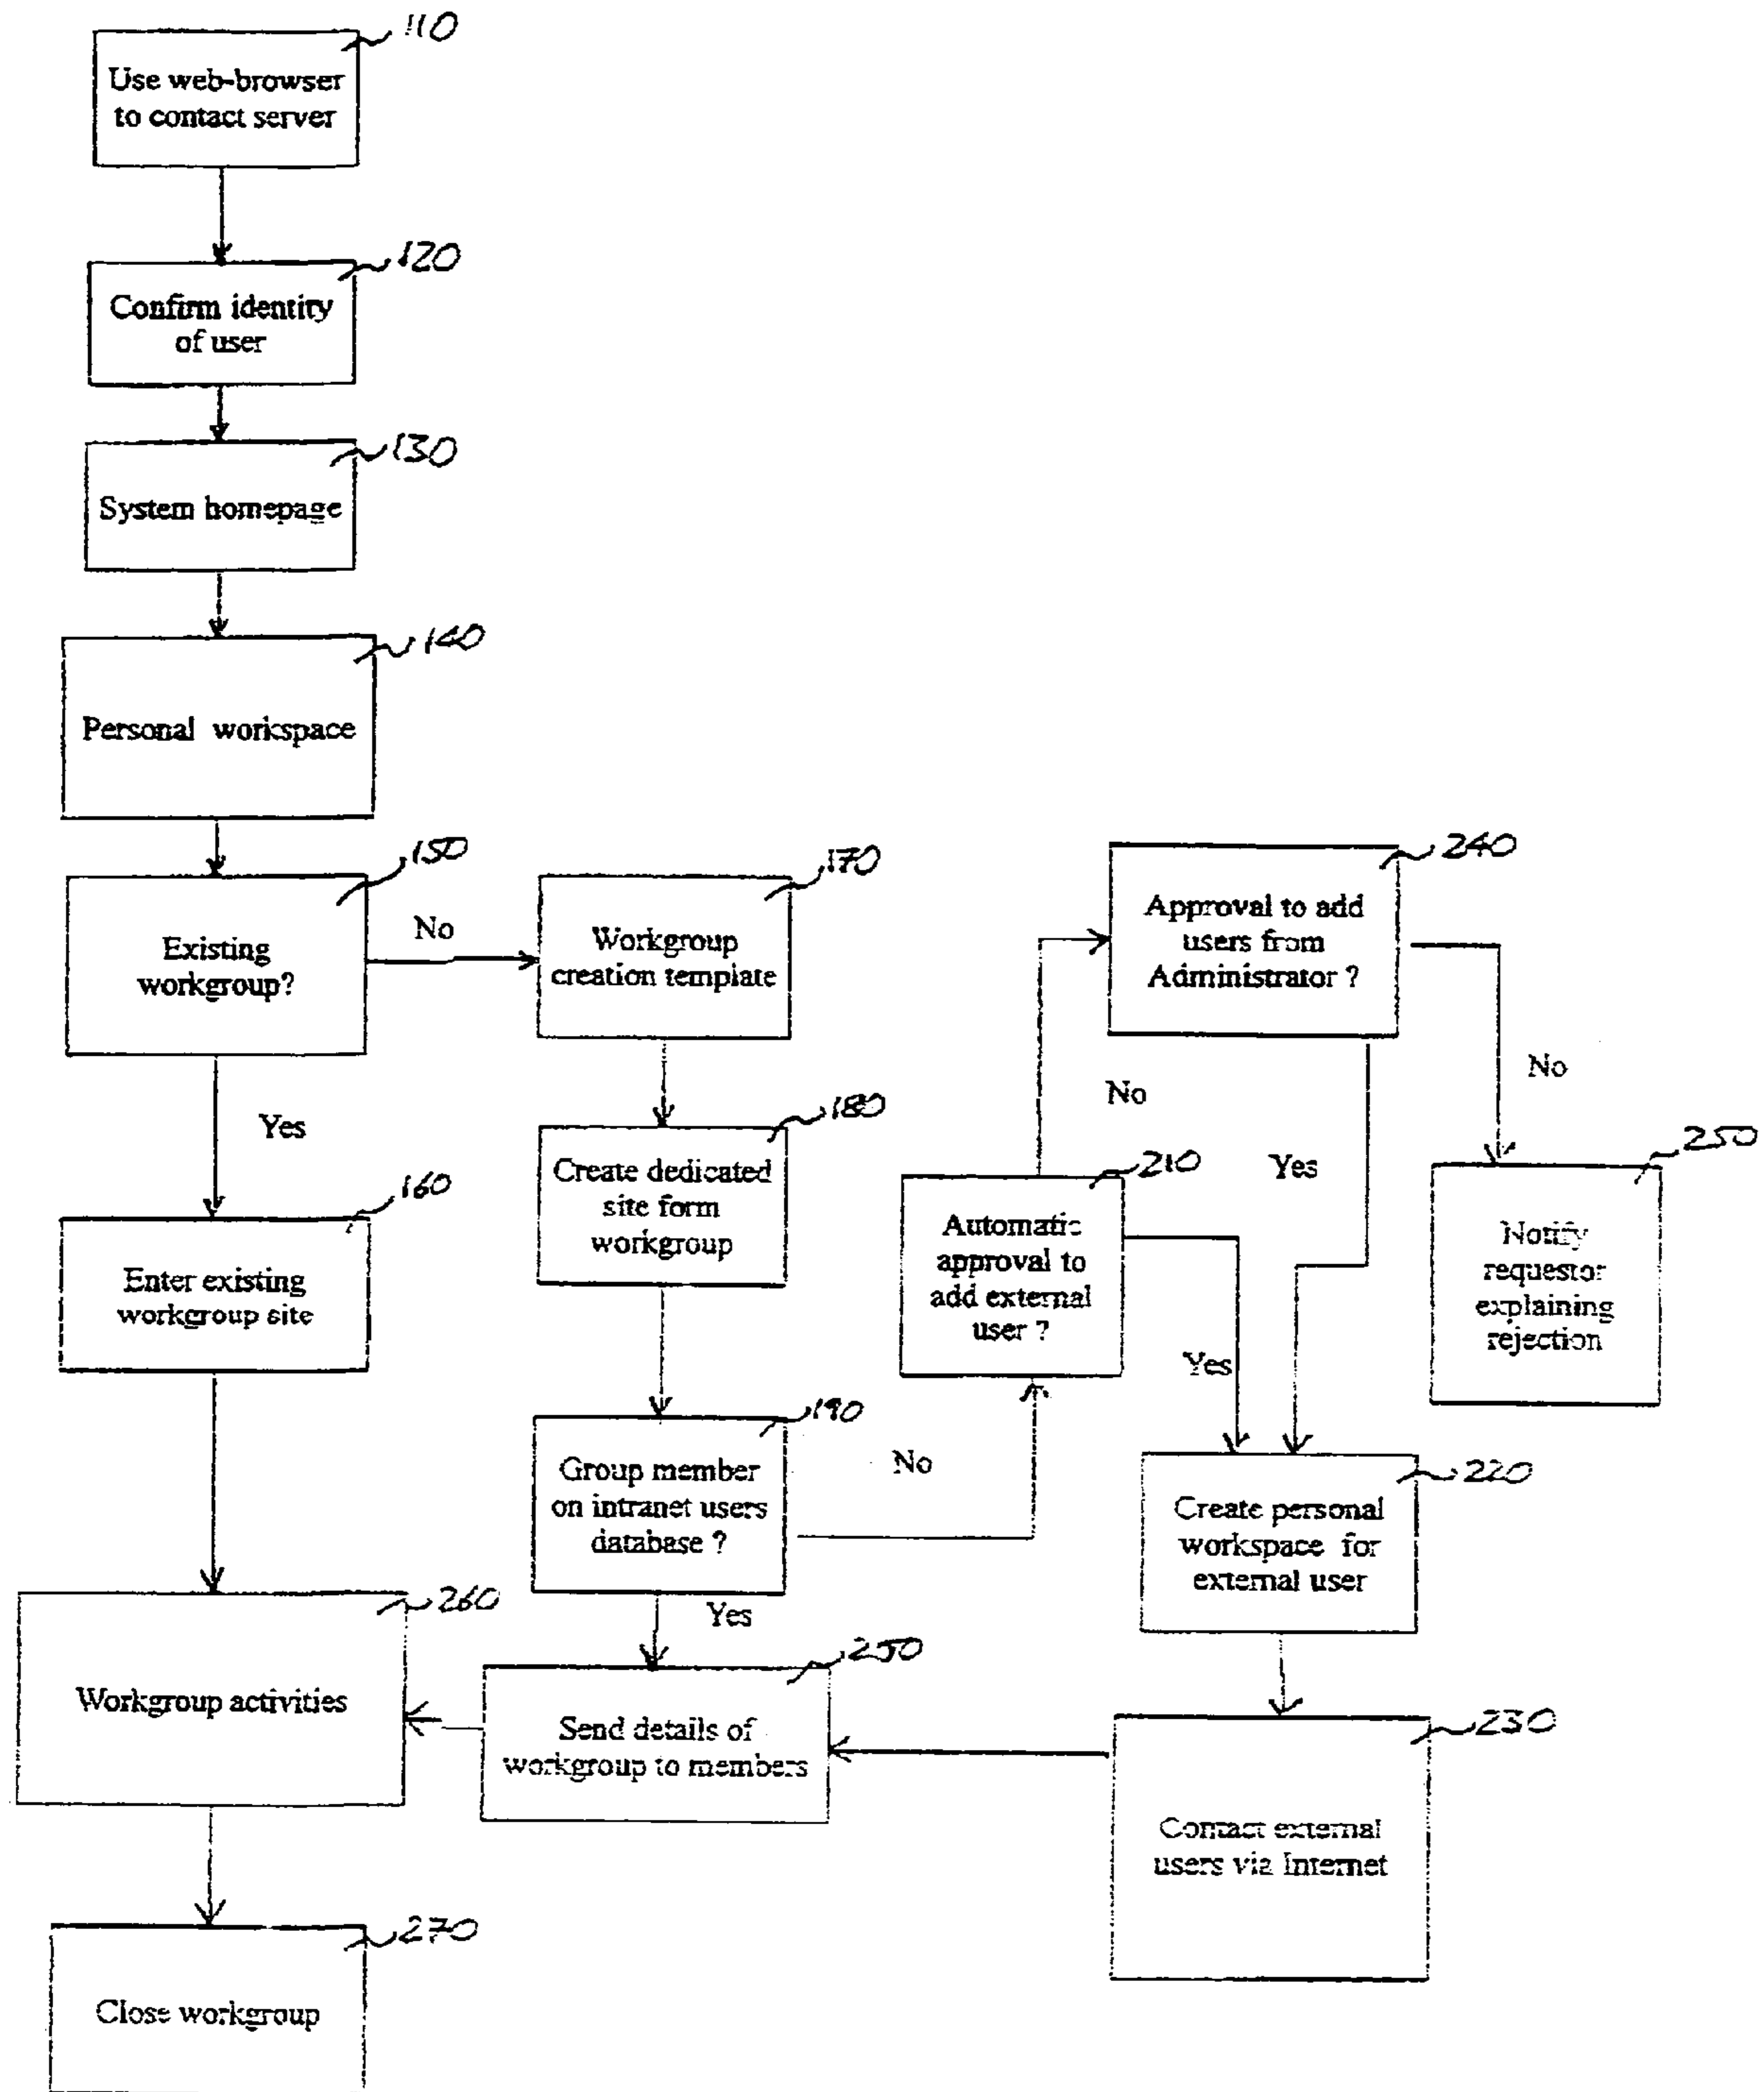 110
Use web-browser
to contact server
120
Confirm identity
of user
130
System homepage
140
Personal workspace
150
Existing
workgroup?
No
Yes
160
Enter existing
workgroup site
170
Workgroup
creation template
180
Create dedicated
site form
workgroup
190
Group member
on intranet users
database ?
No
Yes
210
Automatic
approval to
add external
user ?
No
Yes
240
Approval to add
users from
Administrator ?
Yes
No
250
Notify
requestor
explaining
rejection
220
Create personal
workspace for
external user
230
Contact external
users via Internet
250
Send details of
workgroup to members
260
Workgroup activities
270
Close workgroup